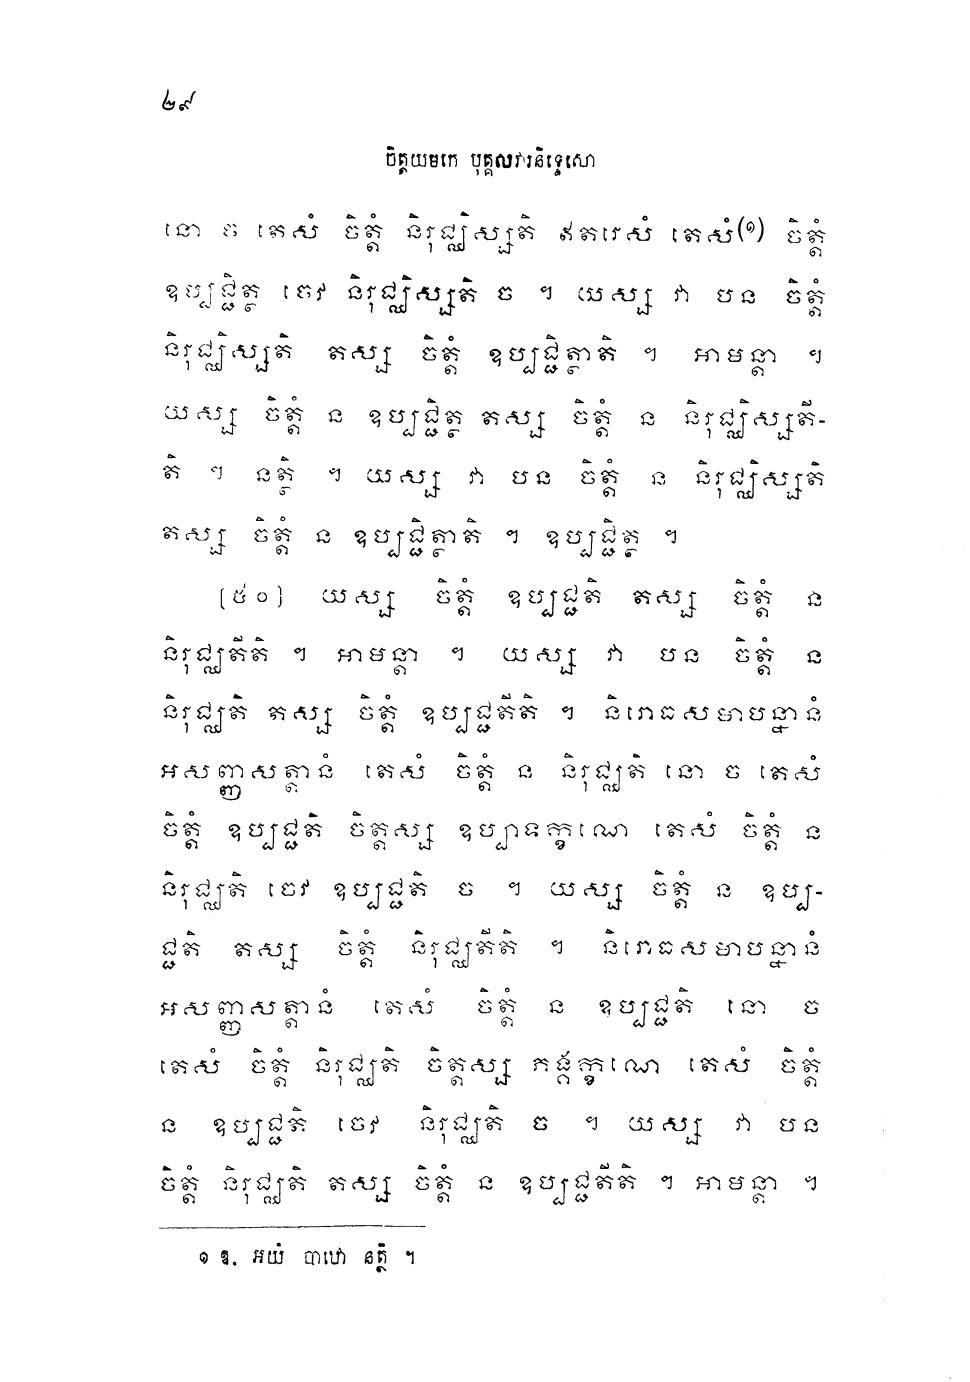 ២៩
ចិត្តយមកេ បុគ្គលវារនិទ្ទេសោ
នោ ច តេសំ ចិត្តំ និរុជ្ឈិស្សតិ ឥតរេសំ តេសំ(១) ចិត្តំ
ឧប្បជ្ជិត្ថ ចេវ និរុជ្ឈិស្សតិ ច ។ យស្ស វា បន ចិត្តំ
និរុជ្ឈិស្សតិ តស្ស ចិត្តំ ឧប្បជ្ជិត្ថាតិ ។ អាមន្តា ។
យស្ស ចិត្តំ ន ឧប្បជ្ជិត្ថ តស្ស ចិត្តំ ន និរុជ្ឈិស្សតី-
តិ ។ នត្ថិ ។ យស្ស វា បន ចិត្តំ ន និរុជ្ឈិស្សតិ
តស្ស ចិត្តំ ន ឧប្បជ្ជិត្ថាតិ ។ ឧប្បជ្ជិត្ថ ។
(៥០) យស្ស ចិត្តំ ឧប្បជ្ជតិ តស្ស ចិត្តំ ន
និរុជ្ឈតីតិ ។ អាមន្តា ។ យស្ស វា បន ចិត្តំ ន
និរុជ្ឈតិ តស្ស ចិត្តំ ឧប្បជ្ជតីតិ ។ និរោធសមាបន្នានំ
អសញ្ញសត្តានំ តេសំ ចិត្តំ ន និរុជ្ឈតិ នោ ច តេសំ
ចិត្តំ ឧប្បជ្ជតិ ចិត្តស្ស ឧប្បាទក្ខណេ តេសំ ចិត្តំ ន
និរុជ្ឈតិ ចេវ ឧប្បជ្ជតិ ច ។ យស្ស ចិត្តំ ន ឧប្ប-
ជ្ជតិ តស្ស ចិត្តំ និរុជ្ឈតីតិ ។ និរោធសមាបន្នានំ
អសញ្ញសត្តានំ តេសំ ចិត្តំ ន ឧប្បជ្ជតិ នោ ច
តេសំ ចិត្តំ និរុជ្ឈតិ ចិត្តស្ស ភង្គក្ខណេ តេសំ ចិត្តំ
ន ឧប្បជ្ជតិ ចេវ និរុជ្ឈតិ ច ។ យស្ស វា បន
ចិត្តំ និរុជ្ឈតិ តស្ស ចិត្តំ ន ឧប្បជ្ជតីតិ ។ អាមន្តា ។
១ ឱ. អយំ បាឋោ នត្ថិ ។